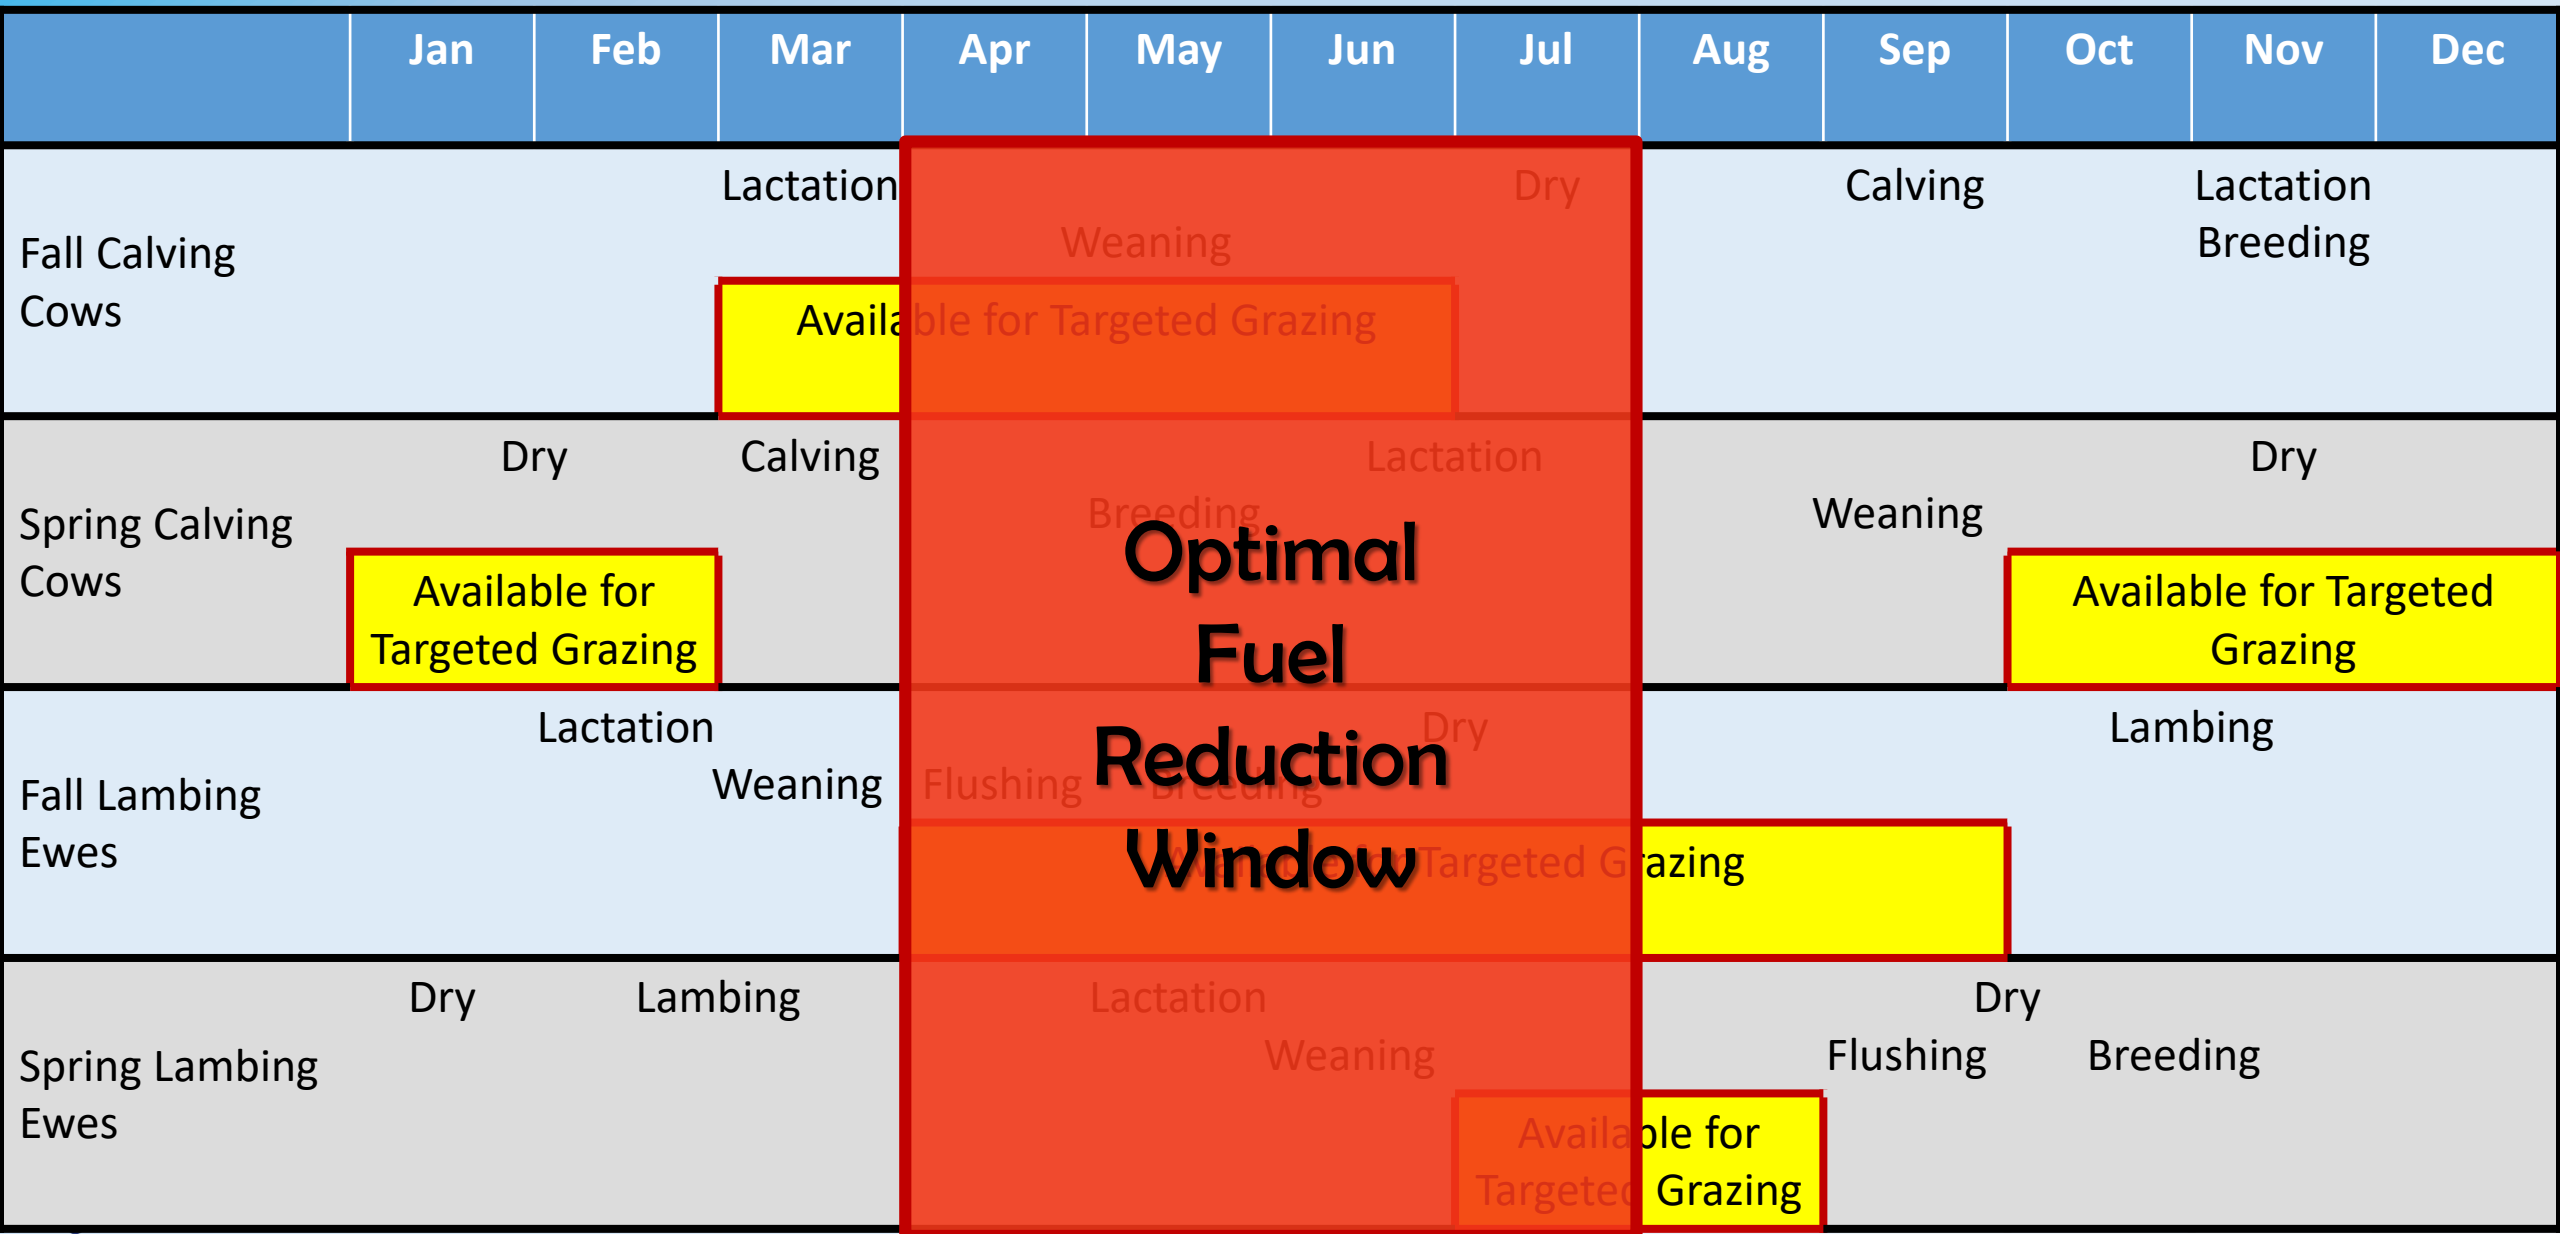 Jan Feb Mar Apr May Jun Jul Aug Sep Oct Nov Dec
Fall Calving
Cows
Lactation Dry Calving Lactation
Weaning Breeding
Available for Targeted Grazing
Spring Calving
Cows
Dry Calving Lactation Dry
Breeding Weaning
Available for
Targeted Grazing
Available for Targeted
Grazing
Fall Lambing
Ewes
Lactation Dry Lambing
Weaning Flushing Breeding
Available for Targeted Grazing
Spring Lambing
Ewes
Dry Lambing Lactation Dry
Weaning Flushing Breeding
Available for
Targeted Grazing
Optimal
Fuel
Reduction
Window